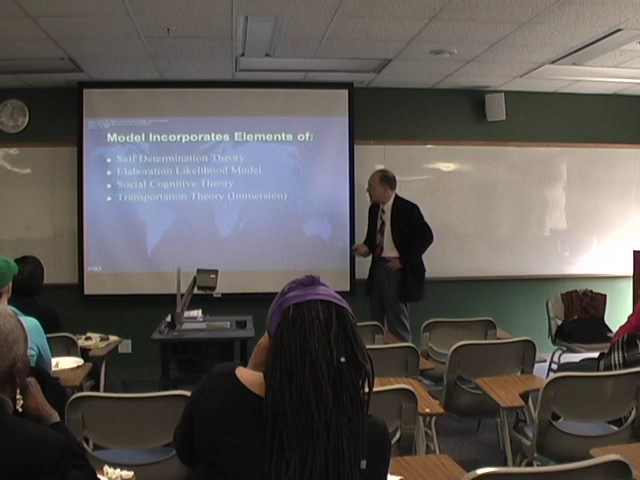 Model Incorporates Elements of:
Self Determination Theory
Elaboration Likelihood Model
Social Cognitive Theory
Transportation Theory (Immersion)